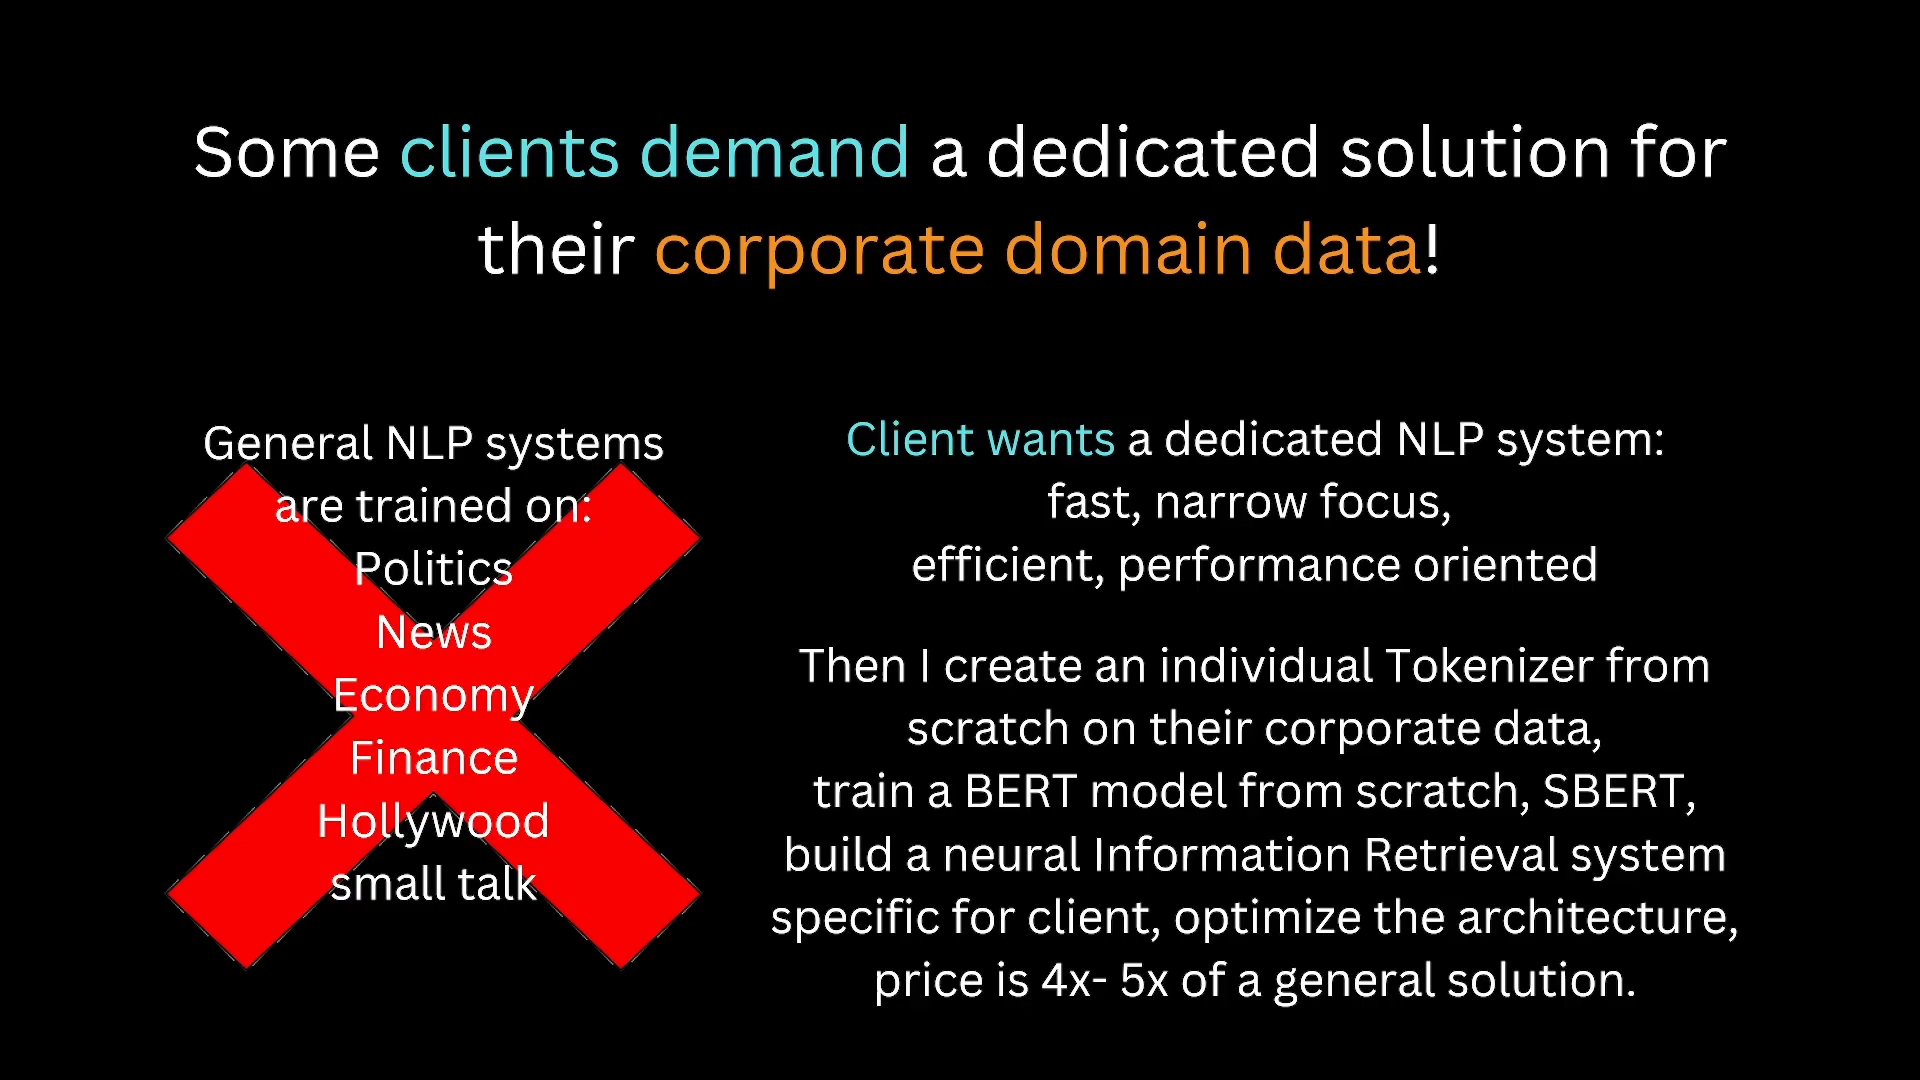 Some clients demand a dedicated solution for
their corporate domain data!
General NLP systems
are trained on:
Politics
News
Economy
Finance
Hollywood
small talk
Client wants a dedicated NLP system:
fast, narrow focus,
efficient, performance oriented
Then I create an individual Tokenizer from
scratch on their corporate data,
train a BERT model from scratch, SBERT,
build a neural Information Retrieval system
specific for client, optimize the architecture,
price is 4x- 5x of a general solution.